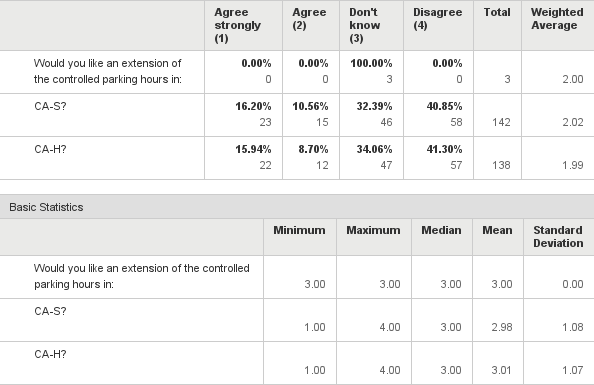 Agree strongly (1) Agree (2) Don't know (3) Disagree (4) Total Weighted Average
Would you like an extension of the controlled parking hours in: 0.00% 0 0.00% 0 100.00% 3 0.00% 0 3 2.00
CA-S? 16.20% 23 10.56% 15 32.39% 46 40.85% 58 142 2.02
CA-H? 15.94% 22 8.70% 12 34.06% 47 41.30% 57 138 1.99
Basic Statistics
Minimum Maximum Median Mean Standard Deviation
Would you like an extension of the controlled parking hours in: 3.00 3.00 3.00 3.00 0.00
CA-S? 1.00 4.00 3.00 2.98 1.08
CA-H? 1.00 4.00 3.00 3.01 1.07